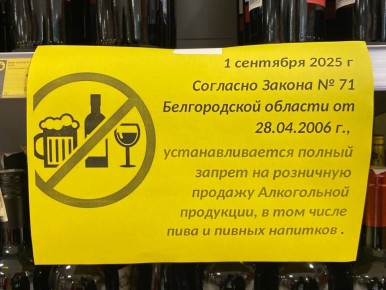 1 сентября 2025 г
Согласно Закона № 71
Белгородской области от
28.04.2006 г.,
устанавливается полный
запрет на розничную
продажу Алкогольной
продукции, в том числе
пива и пивных напитков .